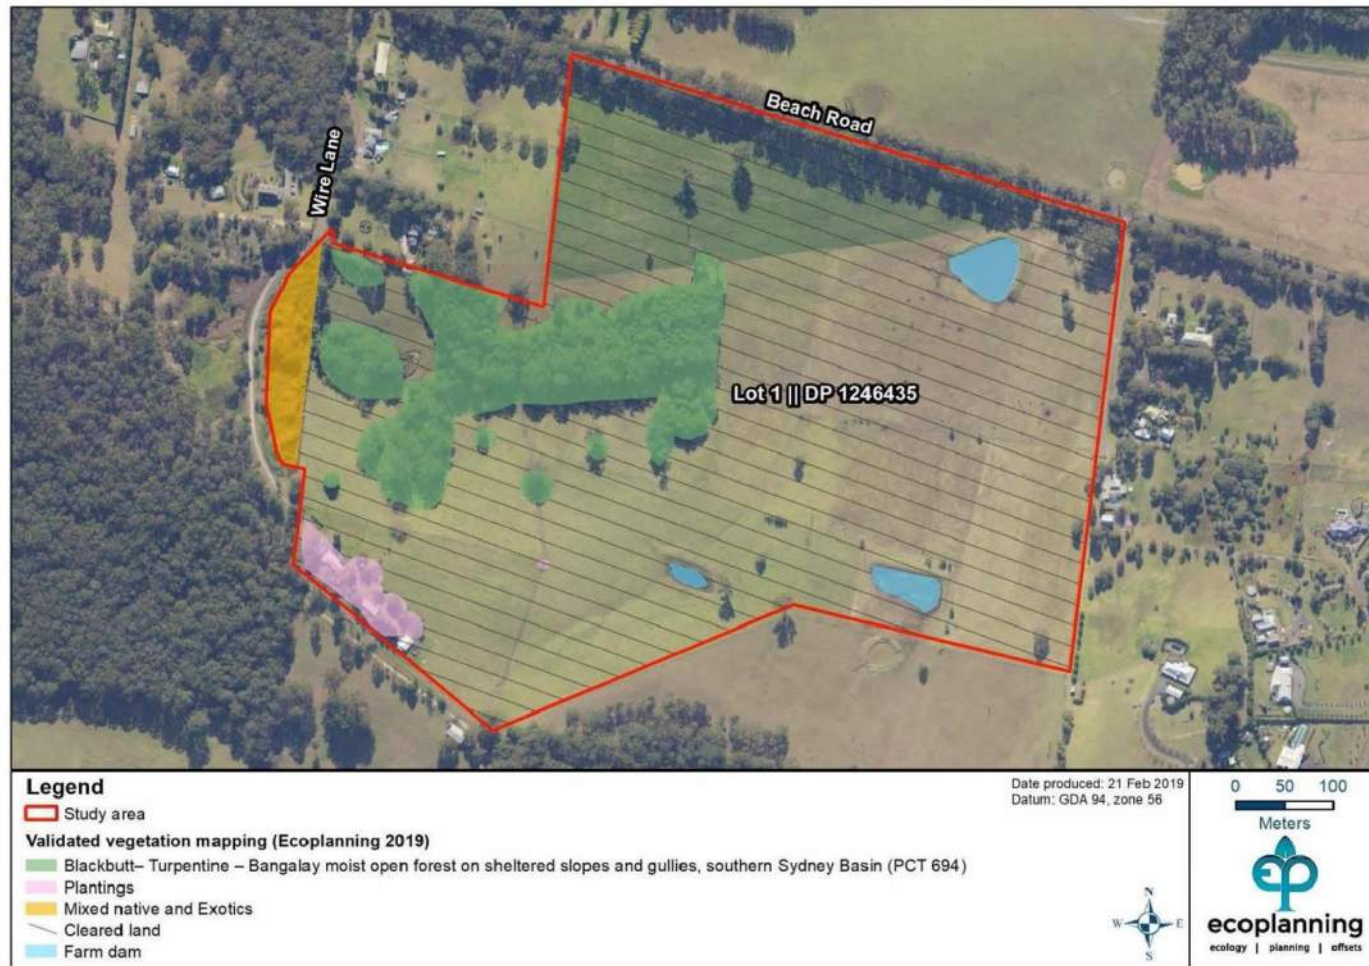 Beach Road
Wire Lane
Lot 1 || DP 1246435
Legend
Study area
Validated vegetation mapping (Ecoplanning 2019)
Blackbutt– Turpentine – Bangalay moist open forest on sheltered slopes and gullies, southern Sydney Basin (PCT 694)
Plantings
Mixed native and Exotics
Cleared land
Farm dam
Date produced: 21 Feb 2019
Datum: GDA 94, zone 56
N
W E
S
0 50 100
Meters
ep
ecoplanning
ecology | planning | offsets